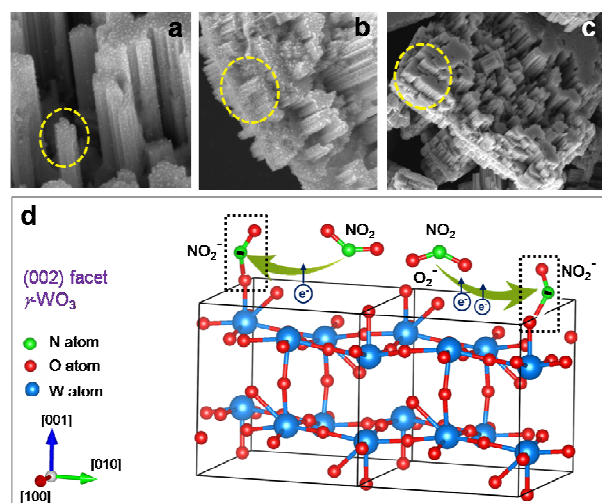 a
b
c
d
NO₂⁻
NO₂
NO₂
NO₂⁻
O₂⁻
e⁻
e⁻
e⁻
(002) facet
γ-WO₃
N atom
O atom
W atom
[001]
[010]
[100]